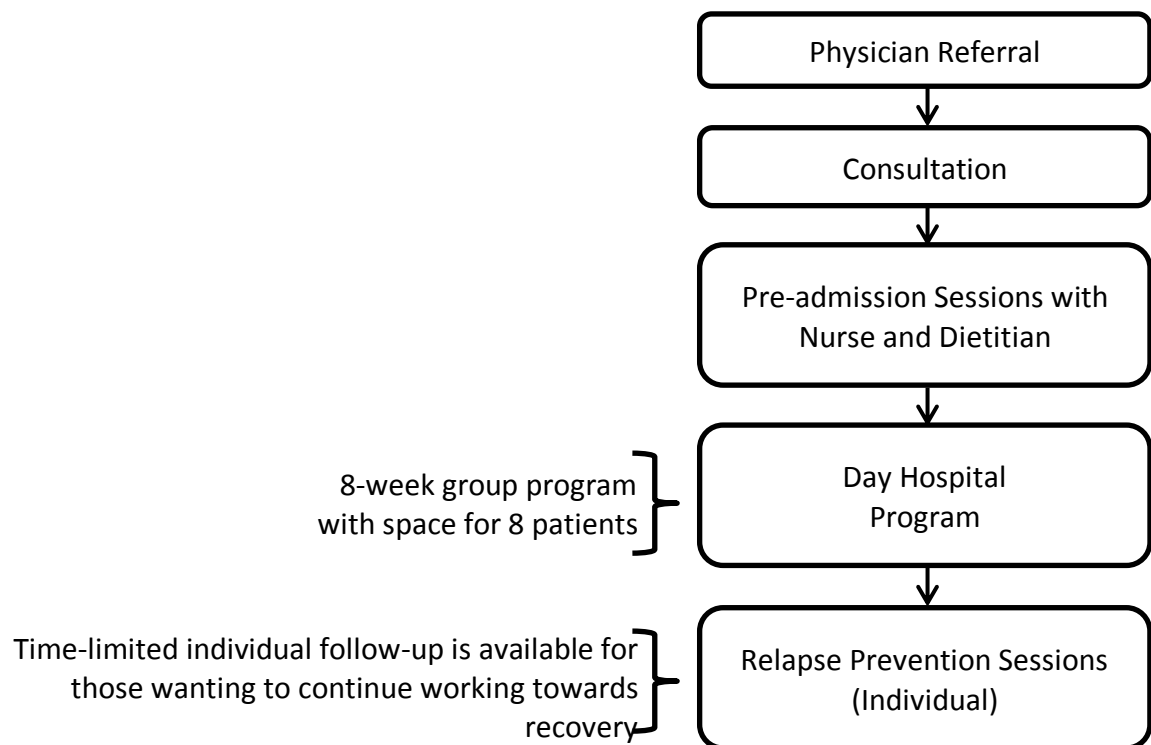 Physician Referral
Consultation
Pre-admission Sessions with
Nurse and Dietitian
8-week group program
with space for 8 patients
Day Hospital
Program
Time-limited individual follow-up is available for
those wanting to continue working towards
recovery
Relapse Prevention Sessions
(Individual)